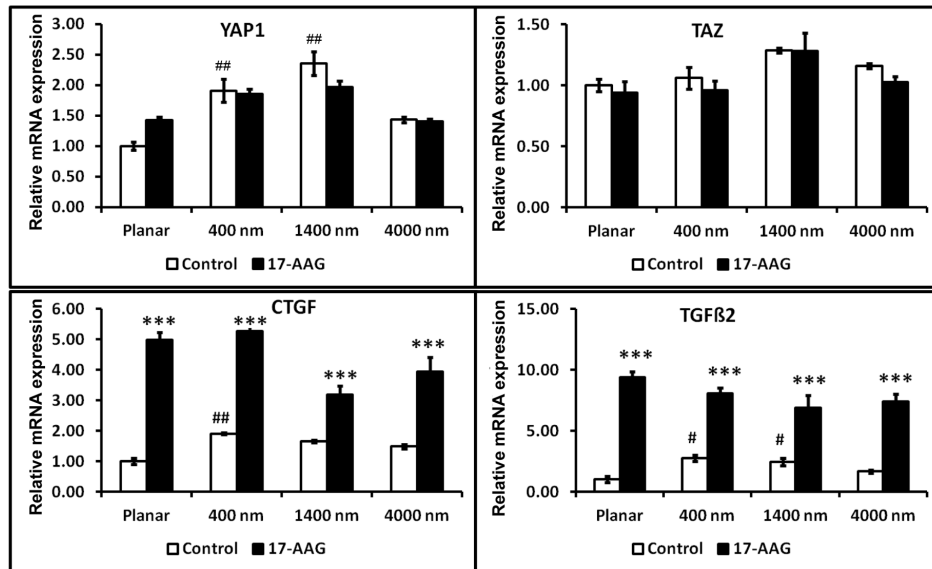 YAP1
Relative mRNA expression
3.00
2.50
2.00
1.50
1.00
0.50
0.00
##
##
Planar 400 nm 1400 nm 4000 nm
Control 17-AAG
TAZ
Relative mRNA expression
1.50
1.00
0.50
0.00
Planar 400 nm 1400 nm 4000 nm
Control 17-AAG
CTGF
Relative mRNA expression
6.00
5.00
4.00
3.00
2.00
1.00
0.00
*** *** *** ***
##
Planar 400 nm 1400 nm 4000 nm
Control 17-AAG
TGFß2
Relative mRNA expression
15.00
10.00
5.00
0.00
*** *** *** ***
# #
Planar 400 nm 1400 nm 4000 nm
Control 17-AAG